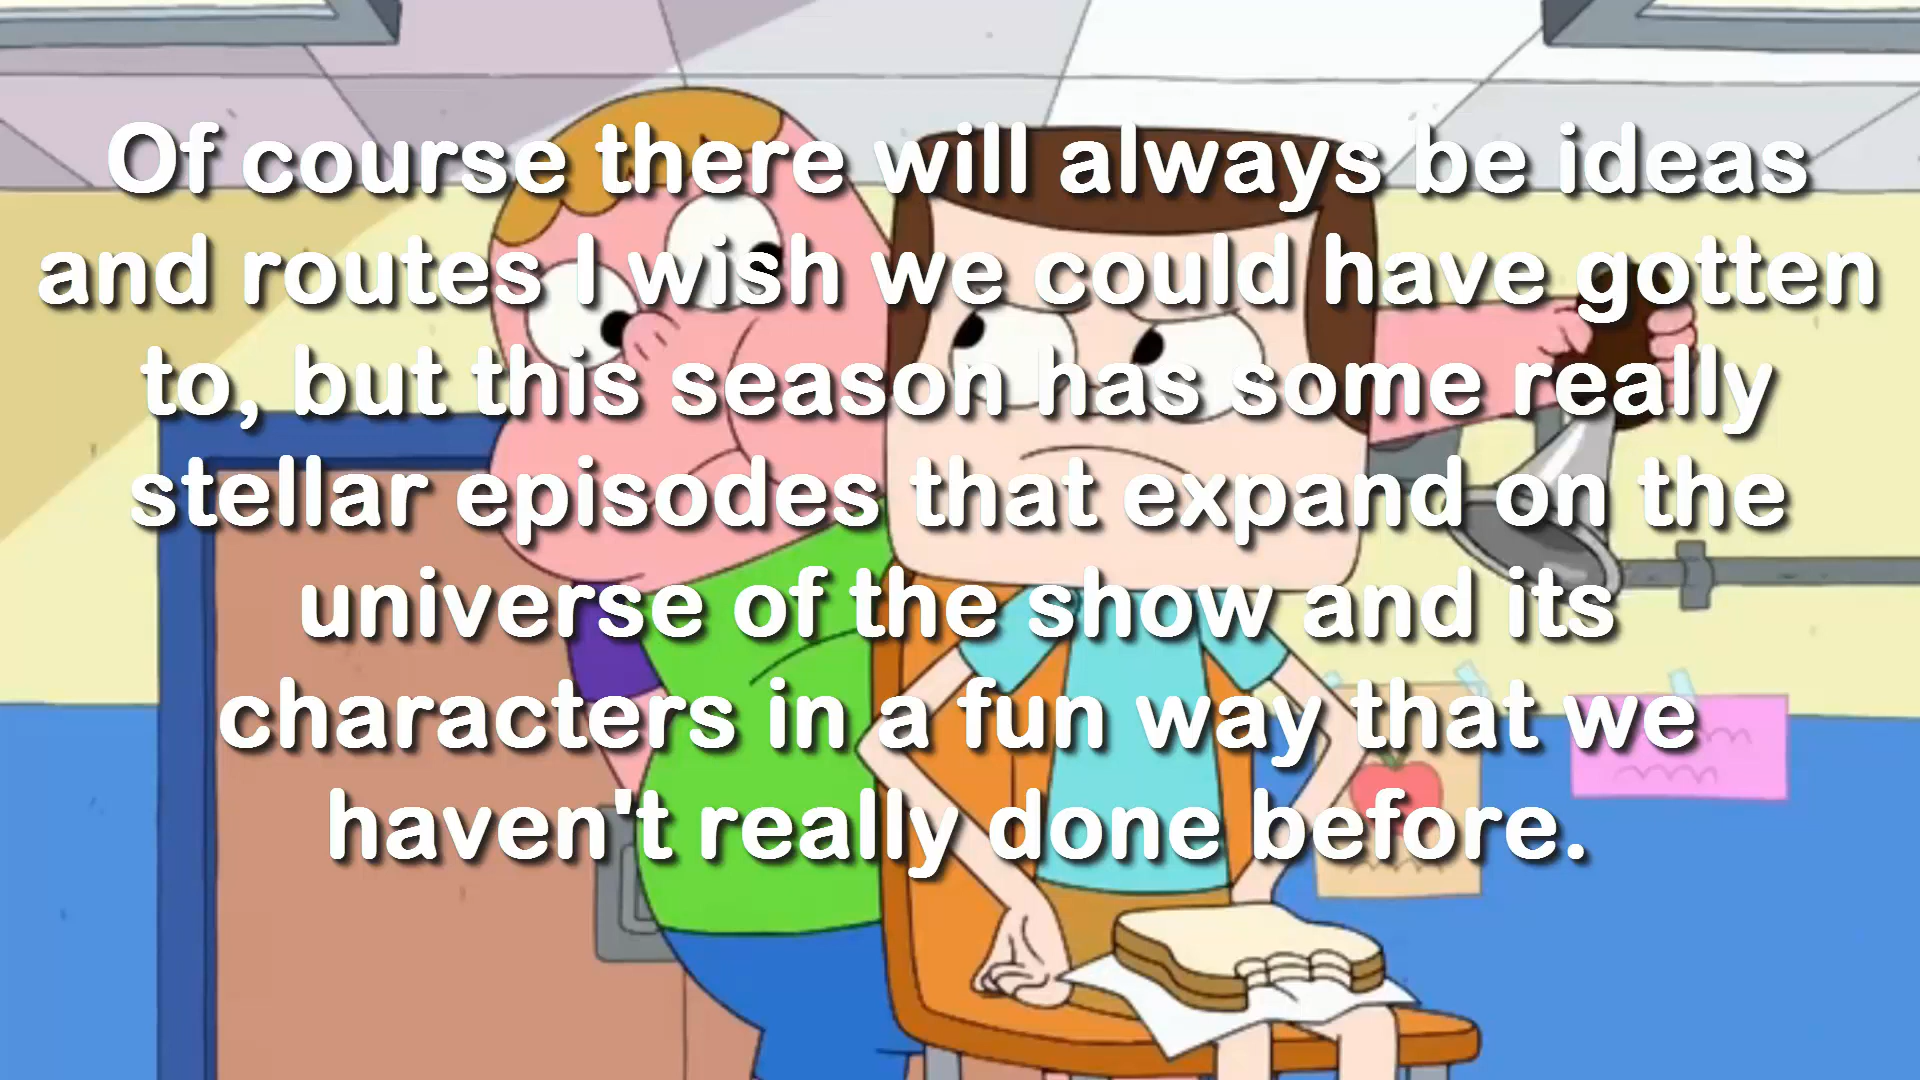 Of course there will always be ideas
and routes I wish we could have gotten
to, but this season has some really
stellar episodes that expand on the
universe of the show and its
characters in a fun way that we
haven't really done before.